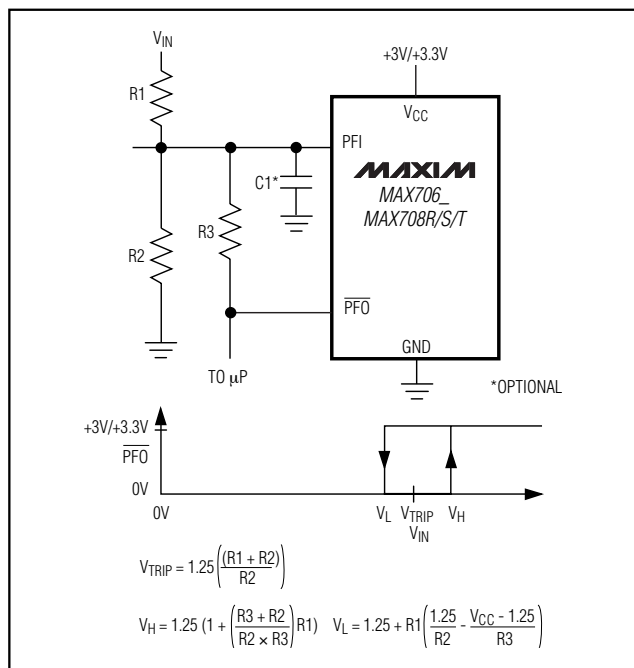 V_IN
+3V/+3.3V
R1
V_CC
PFI
MAXIM
C1*
MAX706_
MAX708R/S/T
R2
R3
P̅F̅O̅
GND
TO μP
*OPTIONAL
+3V/+3.3V
P̅F̅O̅
0V
0V
V_L
V_TRIP
V_H
V_IN
V_TRIP = 1.25((R1 + R2)/R2)
V_H = 1.25 (1 + ((R3 + R2)/(R2 × R3))R1) V_L = 1.25 + R1(1.25/R2 - (V_CC - 1.25)/R3)